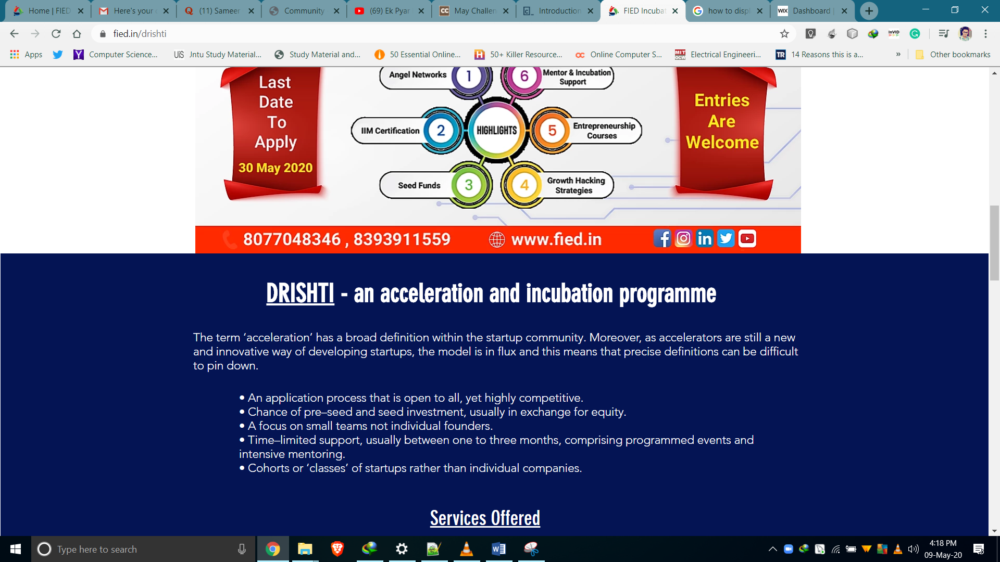 Home | FIED
Here's your
(11) Sameer
Community
(69) Ek Pyar
May Challen
Introduction
FIED Incubat
how to displ
WIX Dashboard |
fied.in/drishti
InVID
Apps
Computer Science...
UiS Jntu Study Material...
Study Material and...
50 Essential Online...
50+ Killer Resource...
Online Computer S...
MIT OCW Electrical Engineeri...
TR 14 Reasons this is a...
»
Other bookmarks
Last
Date
To
Apply
30 May 2020
Angel Networks 1
6 Mentor & Incubation
Support
IIM Certification 2
HIGHLIGHTS
5 Entrepreneurship
Courses
Seed Funds 3
4 Growth Hacking
Strategies
Entries
Are
Welcome
8077048346 , 8393911559 www.fied.in
DRISHTI - an acceleration and incubation programme
The term ‘acceleration’ has a broad definition within the startup community. Moreover, as accelerators are still a new
and innovative way of developing startups, the model is in flux and this means that precise definitions can be difficult
to pin down.
• An application process that is open to all, yet highly competitive.
• Chance of pre–seed and seed investment, usually in exchange for equity.
• A focus on small teams not individual founders.
• Time–limited support, usually between one to three months, comprising programmed events and
intensive mentoring.
• Cohorts or ‘classes’ of startups rather than individual companies.
Services Offered
Type here to search
4:18 PM
09-May-20